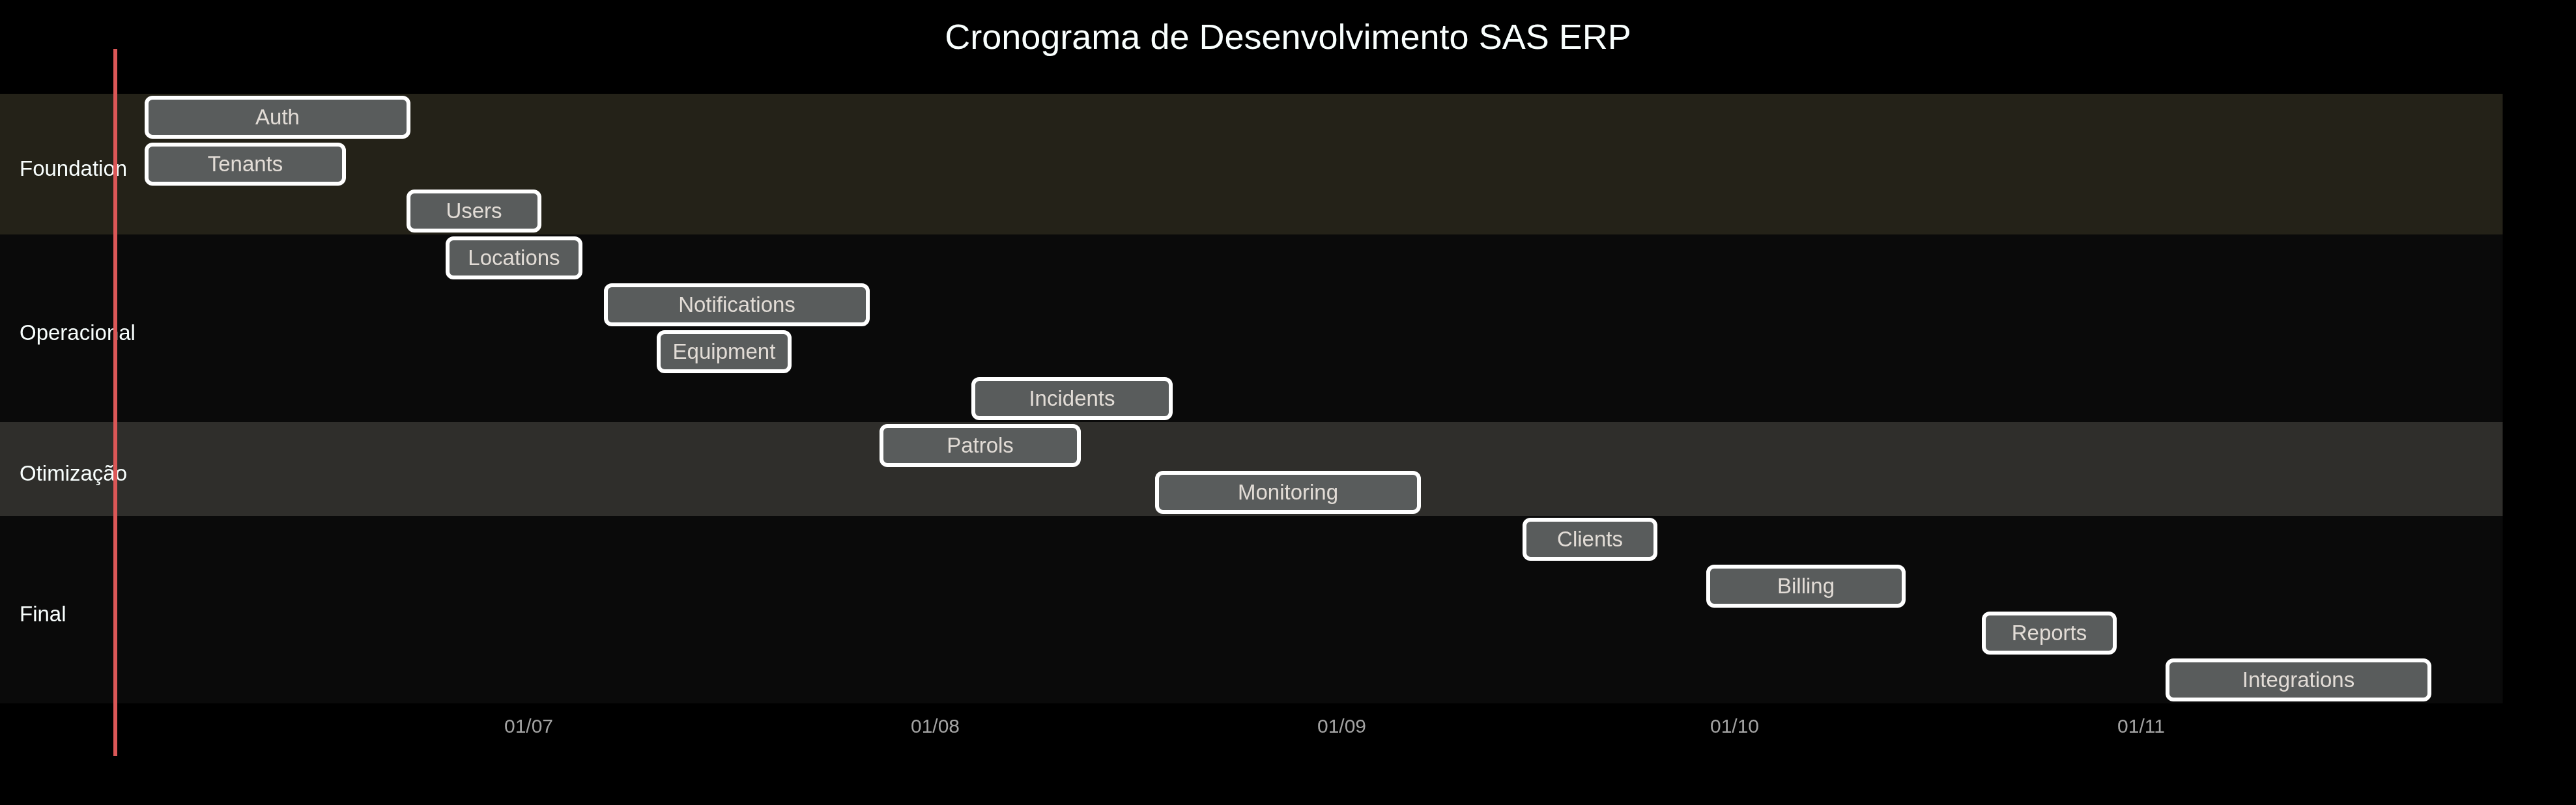 Cronograma de Desenvolvimento SAS ERP
Auth
Foundation
Tenants
Users
Locations
Notifications
Operacional
Equipment
Incidents
Patrols
Otimização
Monitoring
Clients
Billing
Final
Reports
Integrations
01/07 01/08 01/09 01/10 01/11